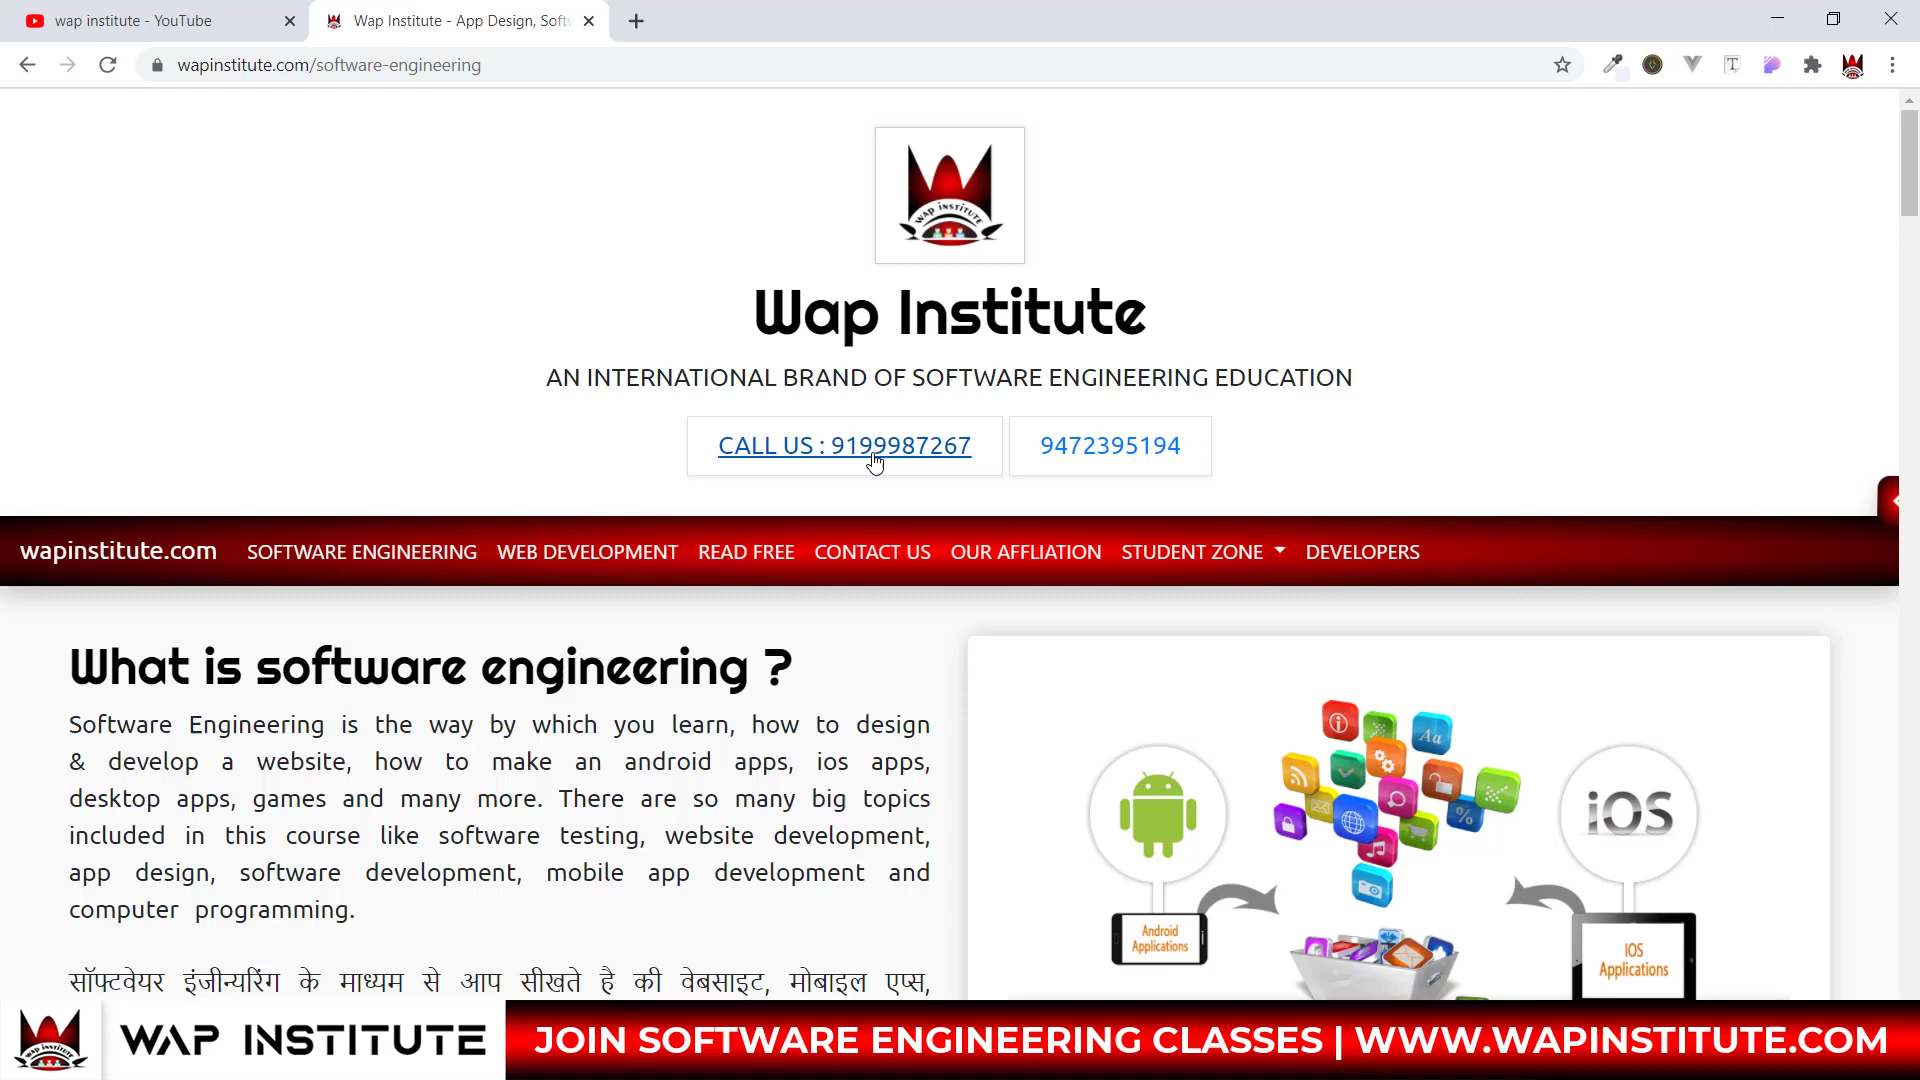 wap institute - YouTube
Wap Institute - App Design, Soft
wapinstitute.com/software-engineering
WAP INSTITUTE
Wap Institute
AN INTERNATIONAL BRAND OF SOFTWARE ENGINEERING EDUCATION
CALL US : 9199987267
9472395194
wapinstitute.com SOFTWARE ENGINEERING WEB DEVELOPMENT READ FREE CONTACT US OUR AFFLIATION STUDENT ZONE DEVELOPERS
What is software engineering ?
Software Engineering is the way by which you learn, how to design
& develop a website, how to make an android apps, ios apps,
desktop apps, games and many more. There are so many big topics
included in this course like software testing, website development,
app design, software development, mobile app development and
computer programming.
सॉफ्टवेयर इंजीन्यरिंग के माध्यम से आप सीखते है की वेबसाइट, मोबाइल एप्स,
Aa
%
iOS
Android
Applications
IOS
Applications
WAP INSTITUTE
WAP INSTITUTE
JOIN SOFTWARE ENGINEERING CLASSES | WWW.WAPINSTITUTE.COM